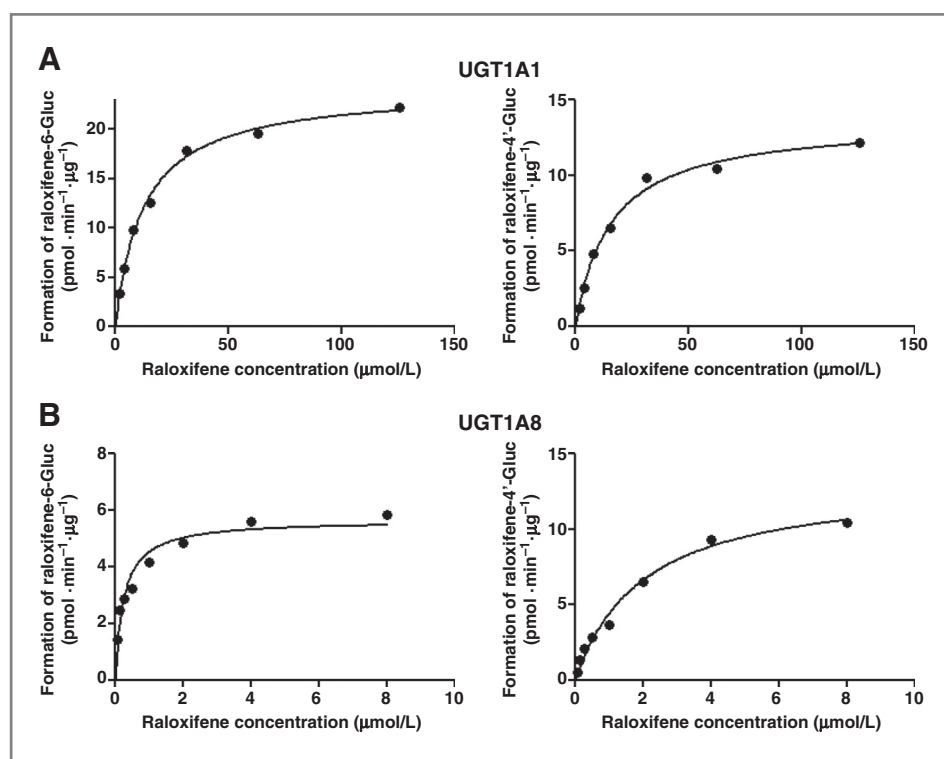 A
UGT1A1
Formation of raloxifene-6-Gluc
(pmol ·min⁻¹·µg⁻¹)
20
15
10
5
0
0 50 100 150
Raloxifene concentration (µmol/L)
Formation of raloxifene-4’-Gluc
(pmol ·min⁻¹·µg⁻¹)
15
10
5
0
0 50 100 150
Raloxifene concentration (µmol/L)
B
UGT1A8
Formation of raloxifene-6-Gluc
(pmol ·min⁻¹·µg⁻¹)
8
6
4
2
0
0 2 4 6 8 10
Raloxifene concentration (µmol/L)
Formation of raloxifene-4’-Gluc
(pmol ·min⁻¹·µg⁻¹)
15
10
5
0
0 2 4 6 8 10
Raloxifene concentration (µmol/L)